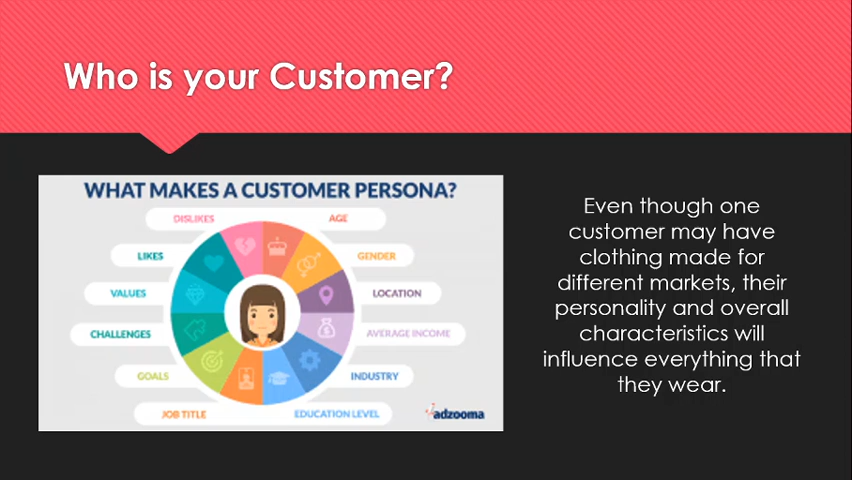 Who is your Customer?
WHAT MAKES A CUSTOMER PERSONA?
DISLIKES
AGE
LIKES
GENDER
VALUES
LOCATION
CHALLENGES
AVERAGE INCOME
GOALS
INDUSTRY
JOB TITLE
EDUCATION LEVEL
adzooma
Even though one
customer may have
clothing made for
different markets, their
personality and overall
characteristics will
influence everything that
they wear.